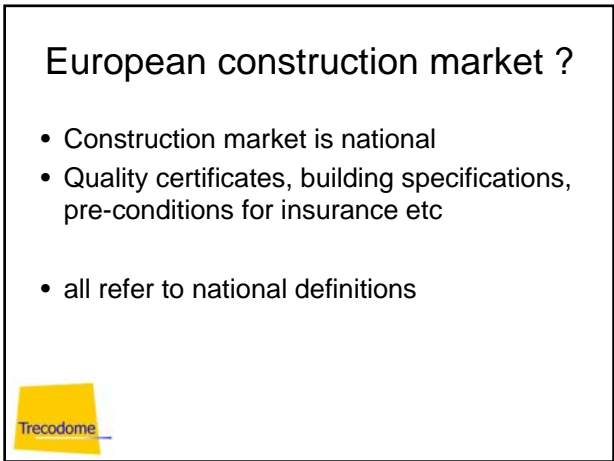 European construction market ?
• Construction market is national
• Quality certificates, building specifications,
pre-conditions for insurance etc
• all refer to national definitions
Trecodome